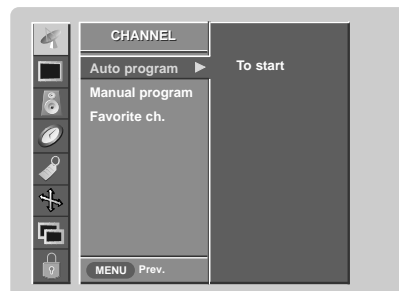 CHANNEL
Auto program ▶ To start
Manual program
Favorite ch.
MENU Prev.